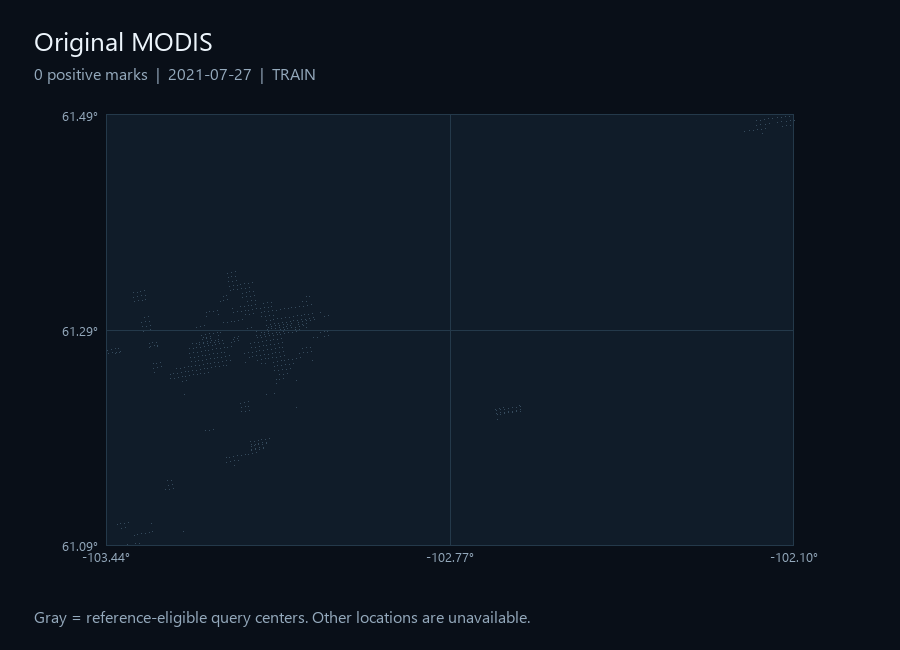 Original MODIS
0 positive marks | 2021-07-27 | TRAIN
61.49°
61.29°
61.09°
-103.44°
-102.77°
-102.10°
Gray = reference-eligible query centers. Other locations are unavailable.